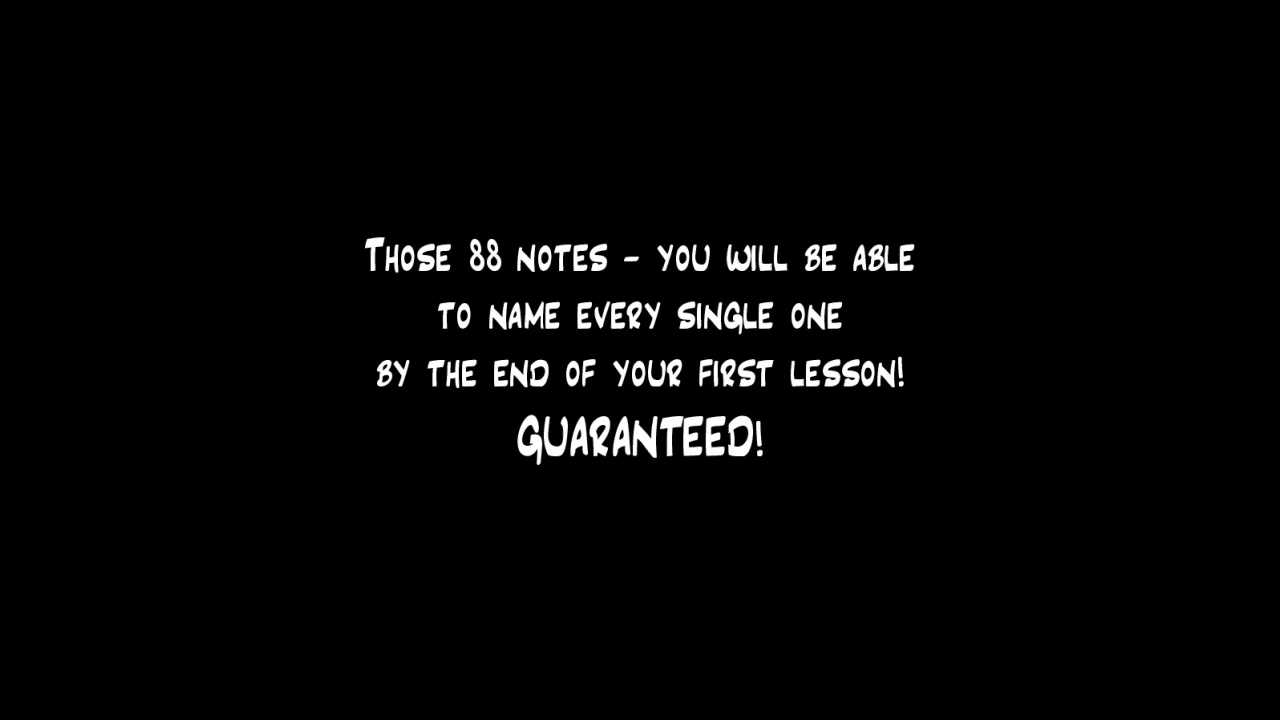 Those 88 notes - you will be able
to name every single one
by the end of your first lesson!
GUARANTEED!